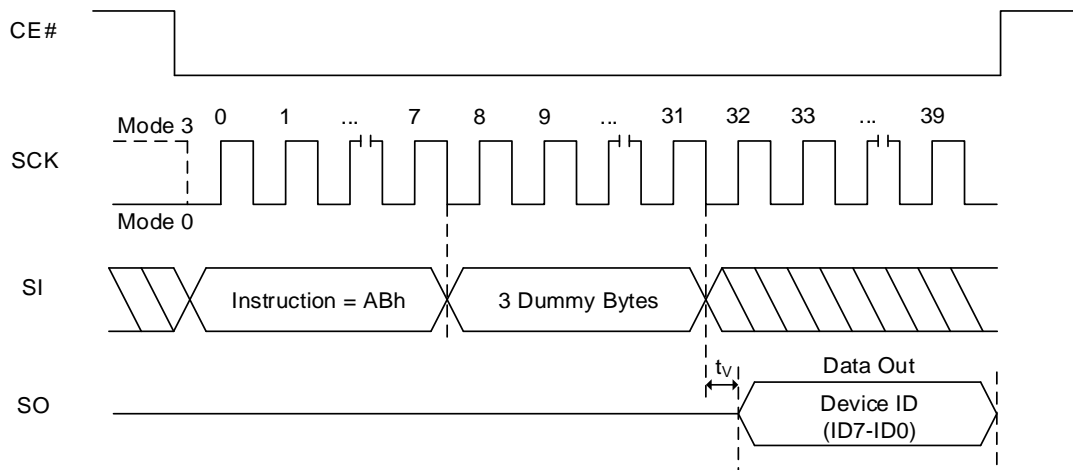 CE#
0 1 ... 7 8 9 ... 31 32 33 ... 39
Mode 3
SCK
Mode 0
SI
Instruction = ABh
3 Dummy Bytes
tV
Data Out
SO
Device ID
(ID7-ID0)